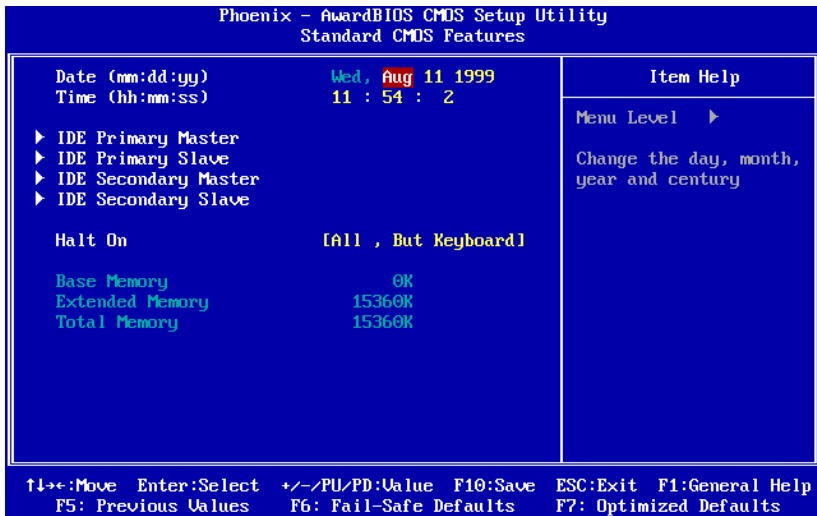 Phoenix - AwardBIOS CMOS Setup Utility
Standard CMOS Features
Date (mm:dd:yy) Wed, Aug 11 1999
Time (hh:mm:ss) 11 : 54 : 2
IDE Primary Master
IDE Primary Slave
IDE Secondary Master
IDE Secondary Slave
Halt On [All , But Keyboard]
Base Memory 0K
Extended Memory 15360K
Total Memory 15360K
Item Help
Menu Level
Change the day, month,
year and century
↑↓→←:Move Enter:Select +/-/PU/PD:Value F10:Save ESC:Exit F1:General Help
F5: Previous Values F6: Fail-Safe Defaults F7: Optimized Defaults